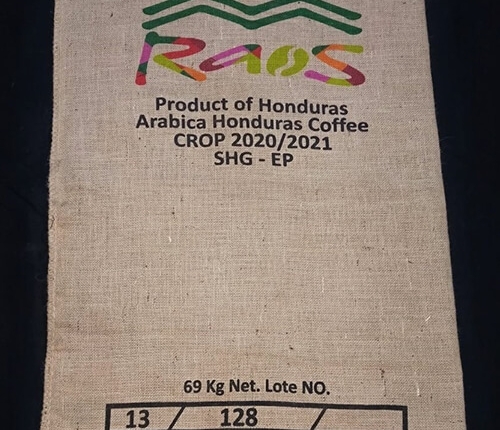 RAOS
Product of Honduras
Arabica Honduras Coffee
CROP 2020/2021
SHG - EP
69 Kg Net. Lote NO.
13 / 128 /